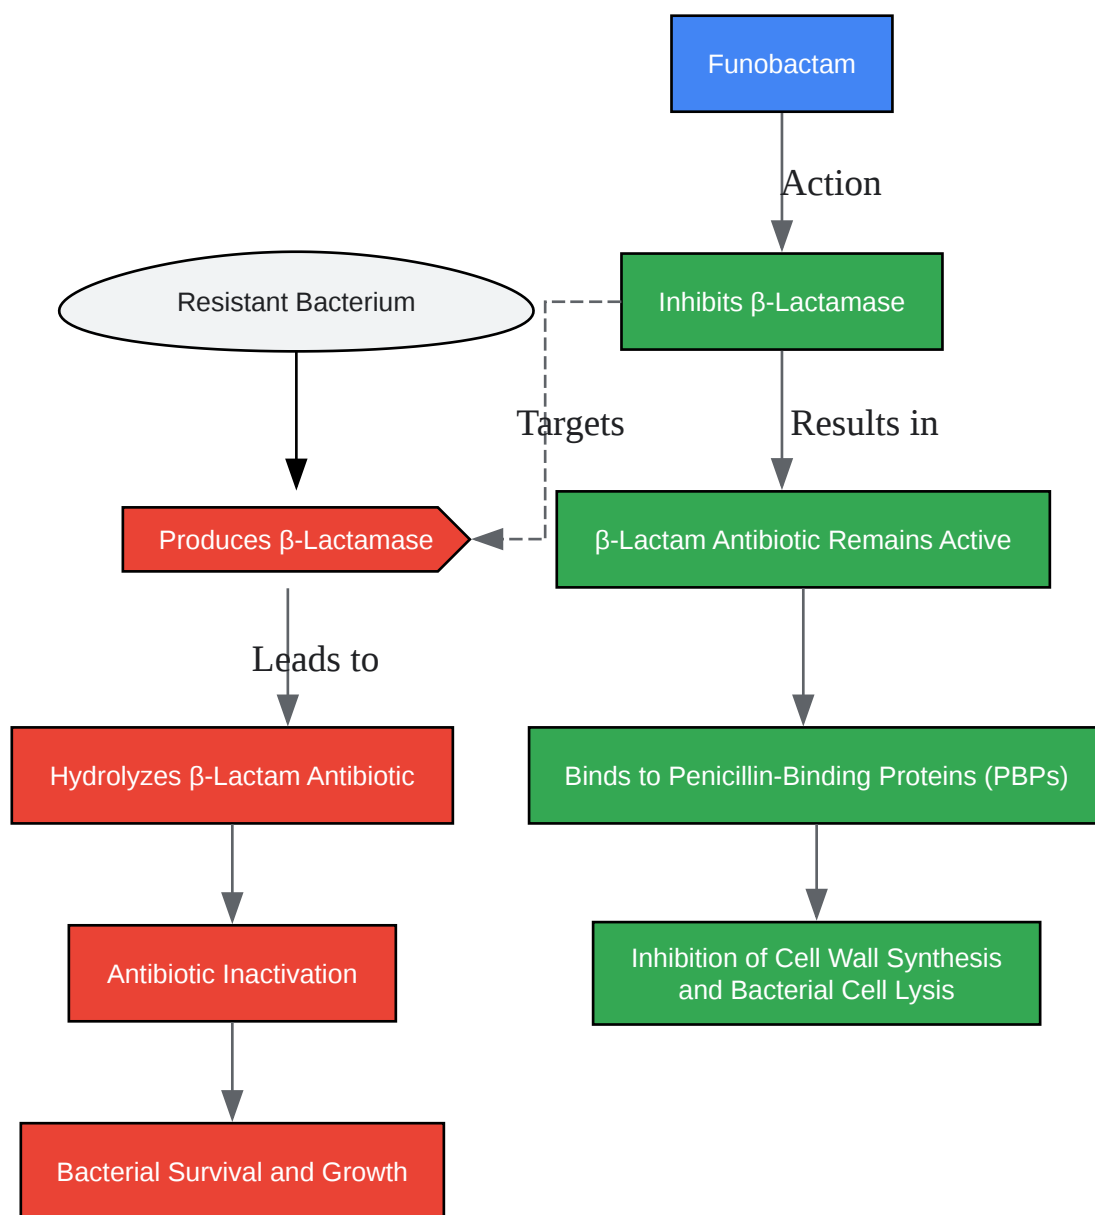 Funobactam
Action
Resistant Bacterium
Inhibits β-Lactamase
Targets
Results in
Produces β-Lactamase
β-Lactam Antibiotic Remains Active
Leads to
Hydrolyzes β-Lactam Antibiotic
Binds to Penicillin-Binding Proteins (PBPs)
Antibiotic Inactivation
Inhibition of Cell Wall Synthesis
and Bacterial Cell Lysis
Bacterial Survival and Growth